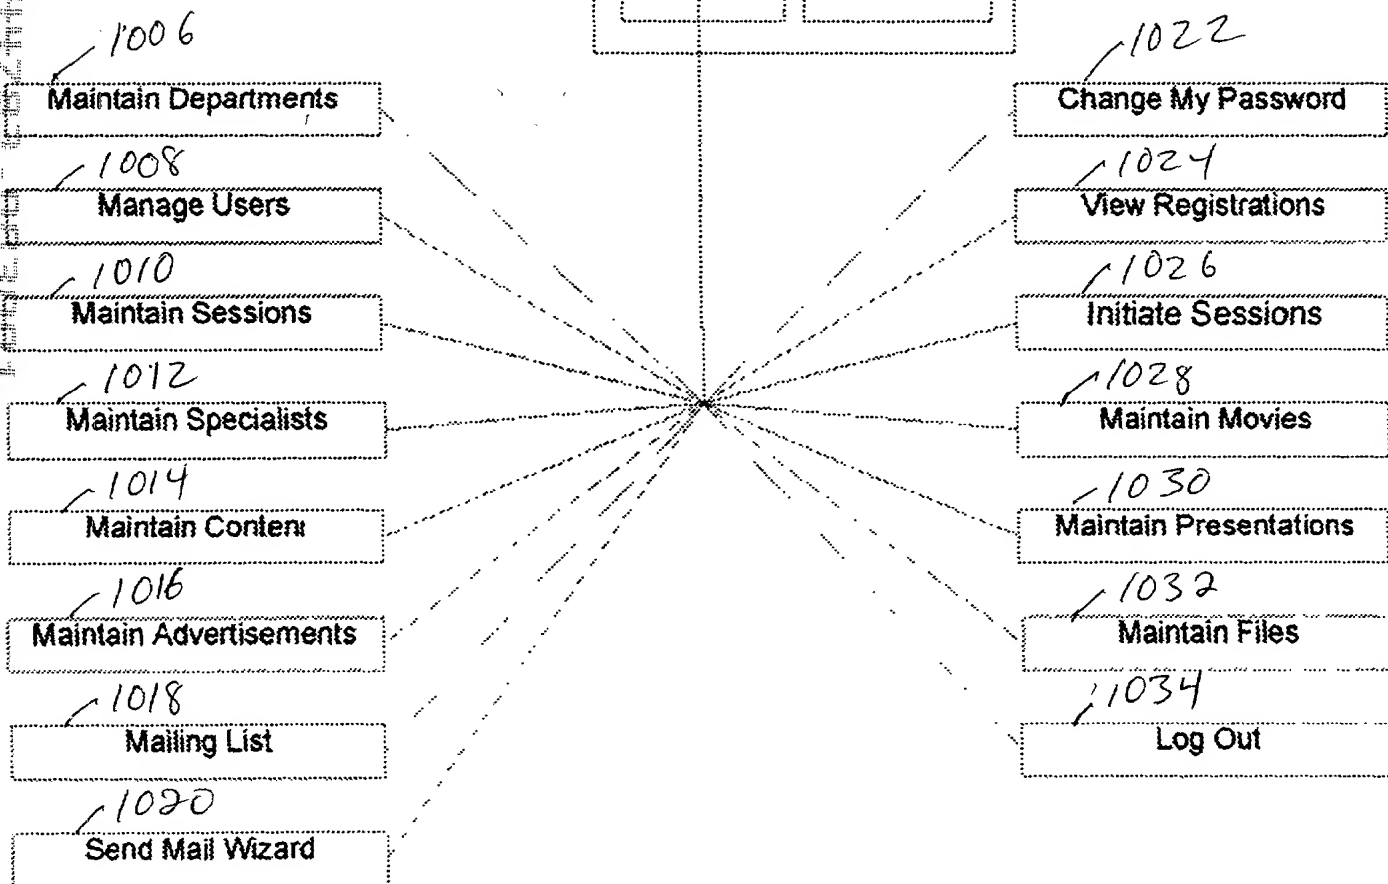 1006
Maintain Departments
1008
Manage Users
1010
Maintain Sessions
1012
Maintain Specialists
1014
Maintain Content
1016
Maintain Advertisements
1018
Mailing List
1020
Send Mail Wizard
1022
Change My Password
1024
View Registrations
1026
Initiate Sessions
1028
Maintain Movies
1030
Maintain Presentations
1032
Maintain Files
1034
Log Out